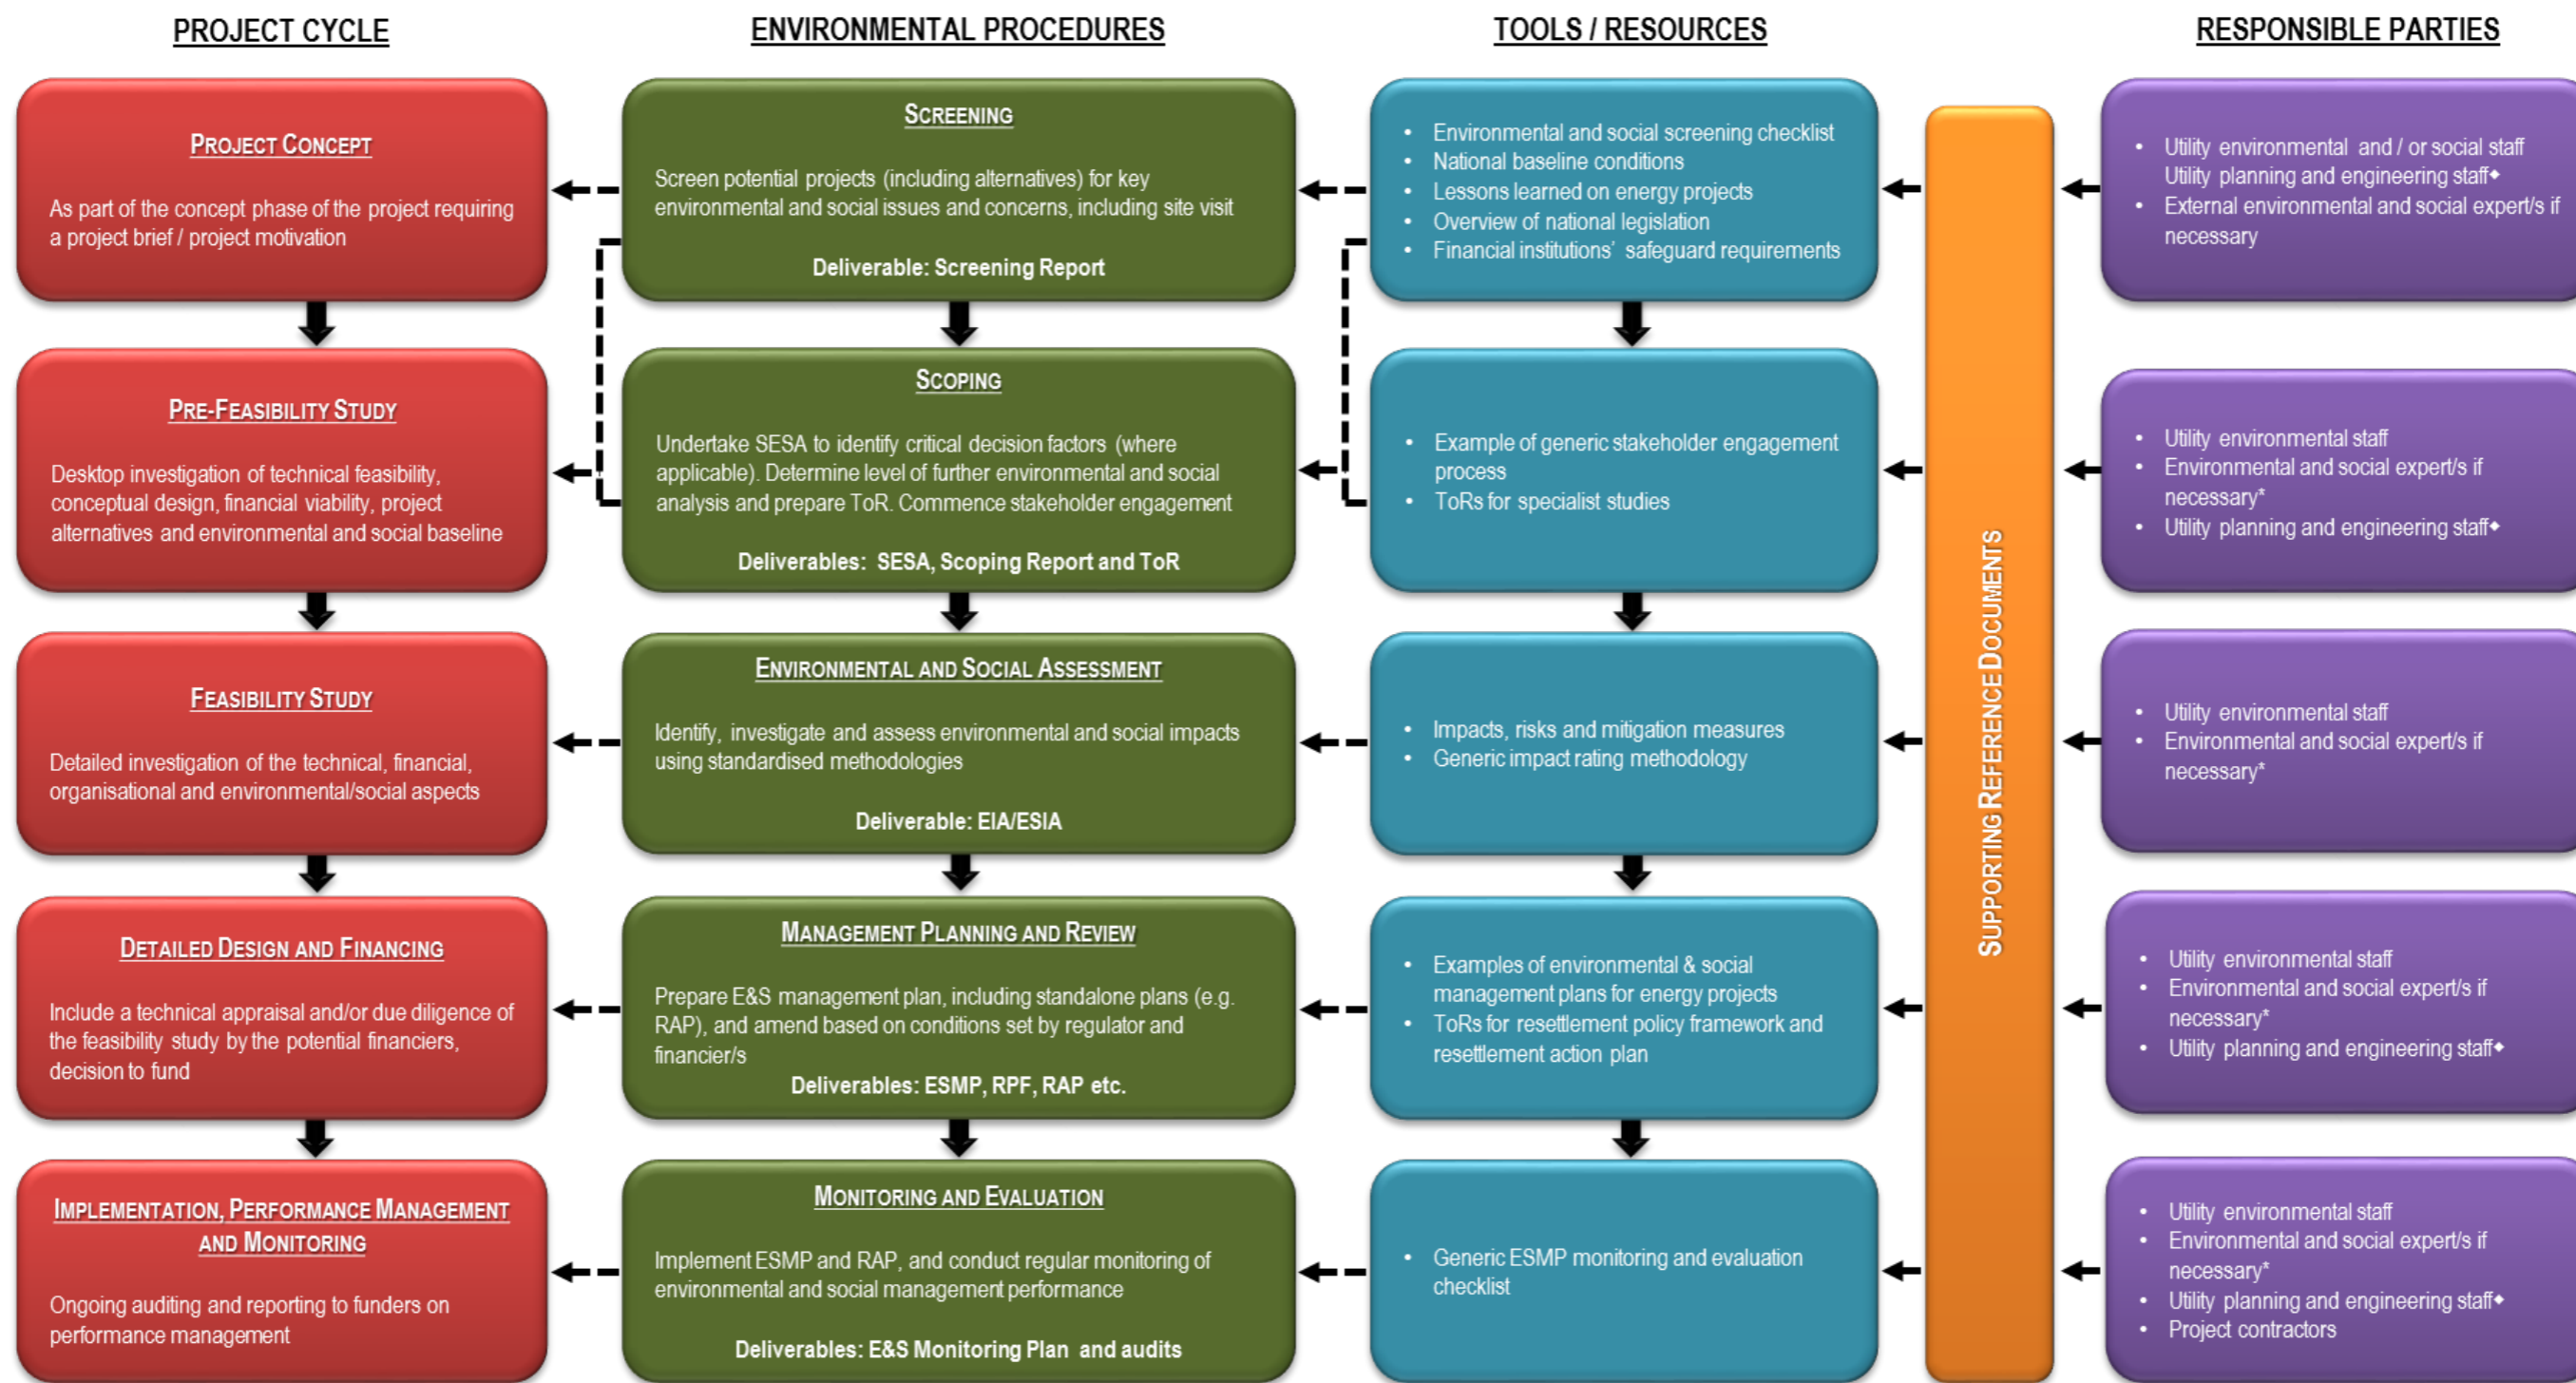 PROJECT CYCLE
ENVIRONMENTAL PROCEDURES
TOOLS / RESOURCES
RESPONSIBLE PARTIES
PROJECT CONCEPT
As part of the concept phase of the project requiring
a project brief / project motivation
SCREENING
Screen potential projects (including alternatives) for key
environmental and social issues and concerns, including site visit
Deliverable: Screening Report
• Environmental and social screening checklist
• National baseline conditions
• Lessons learned on energy projects
• Overview of national legislation
• Financial institutions' safeguard requirements
• Utility environmental and / or social staff
Utility planning and engineering staff◆
• External environmental and social expert/s if
necessary
PRE-FEASIBILITY STUDY
Desktop investigation of technical feasibility,
conceptual design, financial viability, project
alternatives and environmental and social baseline
SCOPING
Undertake SESA to identify critical decision factors (where
applicable). Determine level of further environmental and social
analysis and prepare ToR. Commence stakeholder engagement
Deliverables: SESA, Scoping Report and ToR
• Example of generic stakeholder engagement
process
• ToRs for specialist studies
• Utility environmental staff
• Environmental and social expert/s if
necessary*
• Utility planning and engineering staff◆
SUPPORTING REFERENCE DOCUMENTS
FEASIBILITY STUDY
Detailed investigation of the technical, financial,
organisational and environmental/social aspects
ENVIRONMENTAL AND SOCIAL ASSESSMENT
Identify, investigate and assess environmental and social impacts
using standardised methodologies
Deliverable: EIA/ESIA
• Impacts, risks and mitigation measures
• Generic impact rating methodology
• Utility environmental staff
• Environmental and social expert/s if
necessary*
DETAILED DESIGN AND FINANCING
Include a technical appraisal and/or due diligence of
the feasibility study by the potential financiers,
decision to fund
MANAGEMENT PLANNING AND REVIEW
Prepare E&S management plan, including standalone plans (e.g.
RAP), and amend based on conditions set by regulator and
financier/s
Deliverables: ESMP, RPF, RAP etc.
• Examples of environmental & social
management plans for energy projects
• ToRs for resettlement policy framework and
resettlement action plan
• Utility environmental staff
• Environmental and social expert/s if
necessary*
• Utility planning and engineering staff◆
IMPLEMENTATION, PERFORMANCE MANAGEMENT
AND MONITORING
Ongoing auditing and reporting to funders on
performance management
MONITORING AND EVALUATION
Implement ESMP and RAP, and conduct regular monitoring of
environmental and social management performance
Deliverables: E&S Monitoring Plan and audits
• Generic ESMP monitoring and evaluation
checklist
• Utility environmental staff
• Environmental and social expert/s if
necessary*
• Utility planning and engineering staff◆
• Project contractors